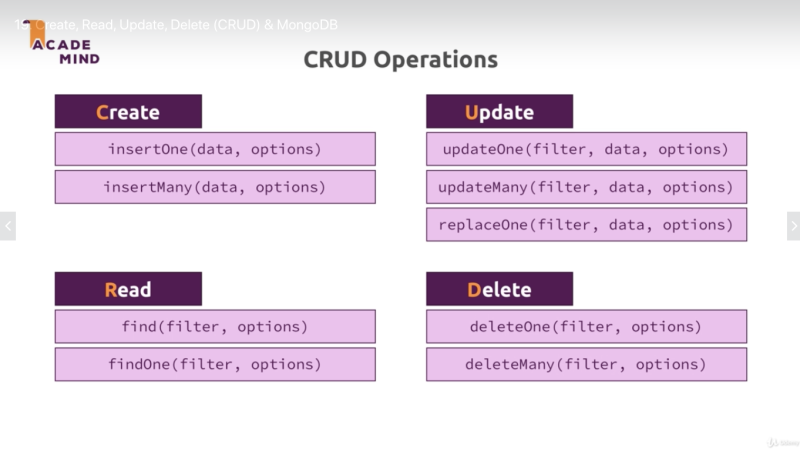 Create, Read, Update, Delete (CRUD) & MongoDB
ACADE
MIND
CRUD Operations
Create
insertOne(data, options)
insertMany(data, options)
Update
updateOne(filter, data, options)
updateMany(filter, data, options)
replaceOne(filter, data, options)
Read
find(filter, options)
findOne(filter, options)
Delete
deleteOne(filter, options)
deleteMany(filter, options)
Udemy